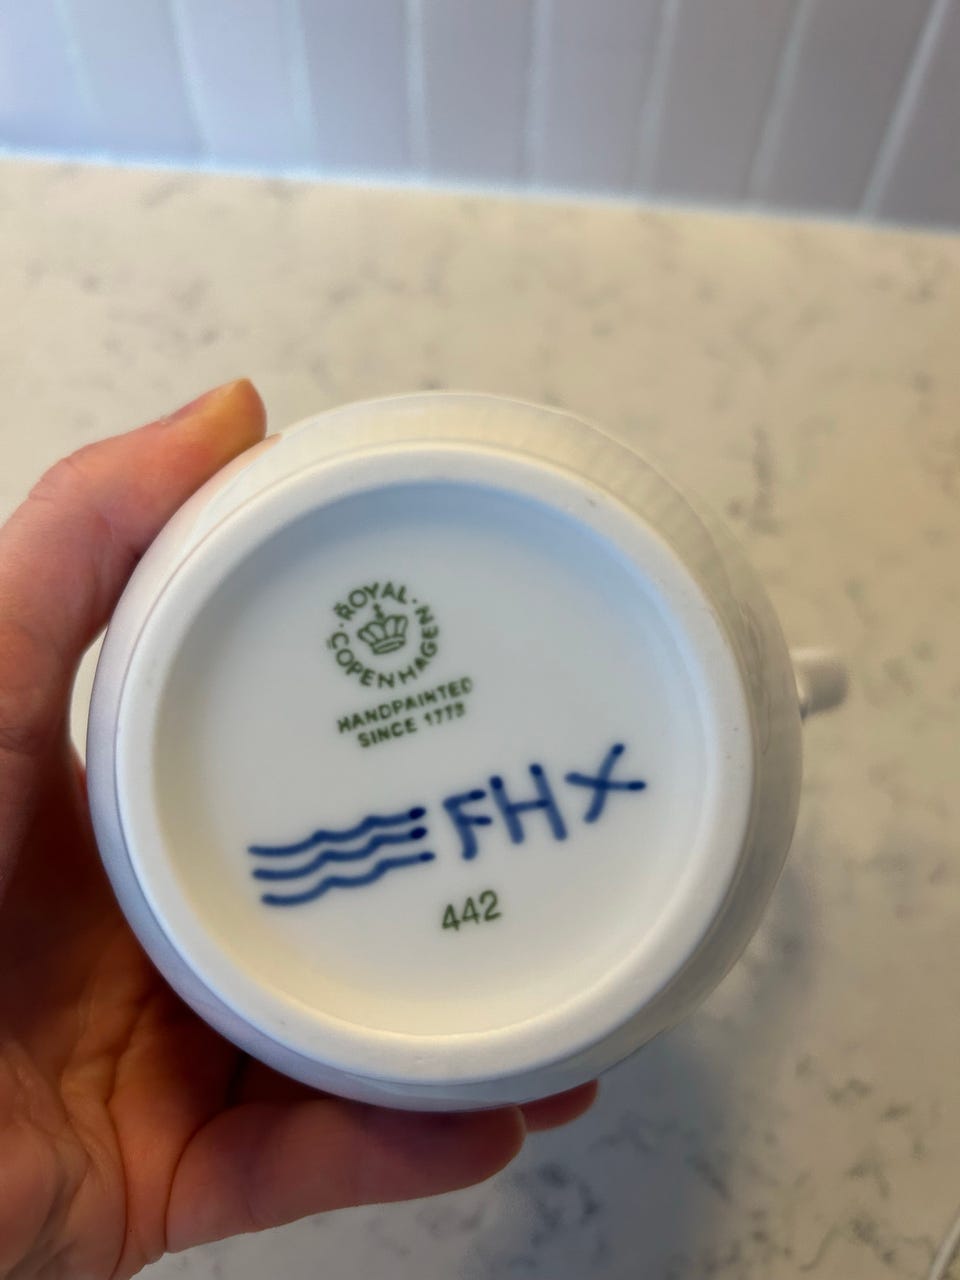 ROYAL COPENHAGEN
HANDPAINTED
SINCE 1775
FHX
442